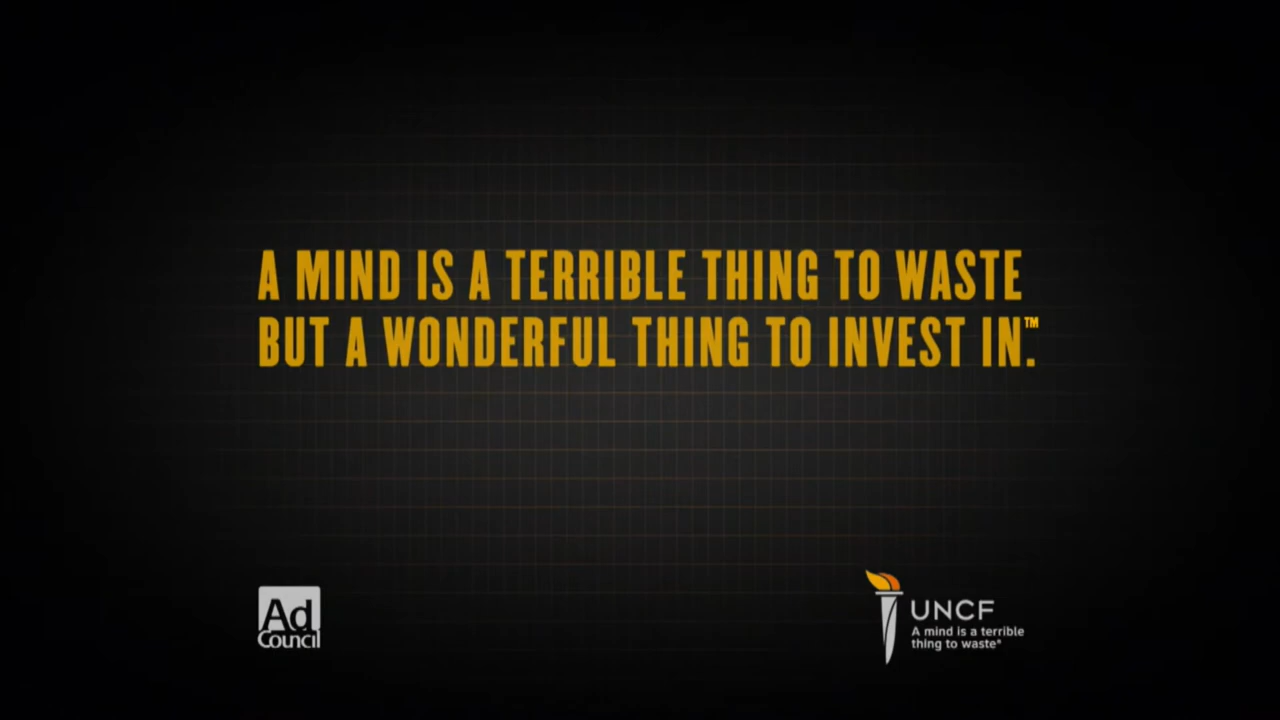 A MIND IS A TERRIBLE THING TO WASTE
BUT A WONDERFUL THING TO INVEST IN.™
Ad
Council
UNCF
A mind is a terrible
thing to waste®